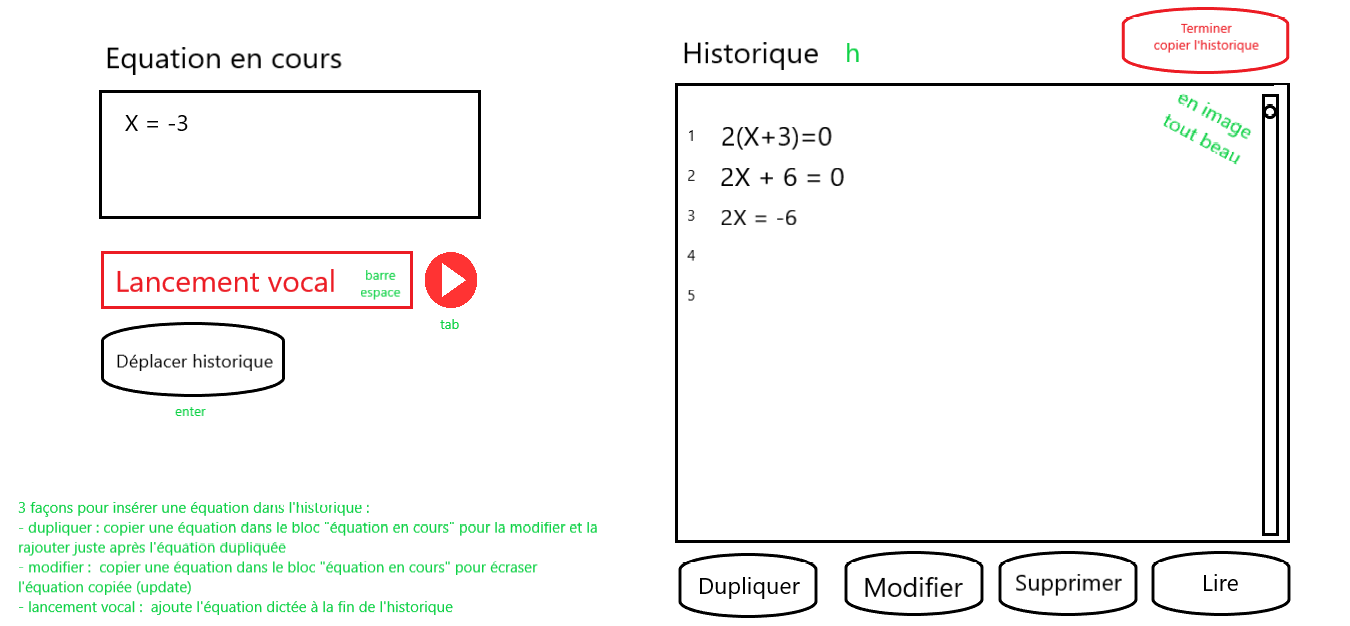 Equation en cours
X = -3
Lancement vocal
barre
espace
tab
Déplacer historique
enter
3 façons pour insérer une équation dans l'historique :
- dupliquer : copier une équation dans le bloc "équation en cours" pour la modifier et la
rajouter juste après l'équation dupliquée
- modifier :  copier une équation dans le bloc "équation en cours" pour écraser
l'équation copiée (update)
- lancement vocal :  ajoute l'équation dictée à la fin de l'historique
Historique h
Terminer
copier l'historique
en image
tout beau
1 2(X+3)=0
2 2X + 6 = 0
3 2X = -6
4
5
Dupliquer
Modifier
Supprimer
Lire